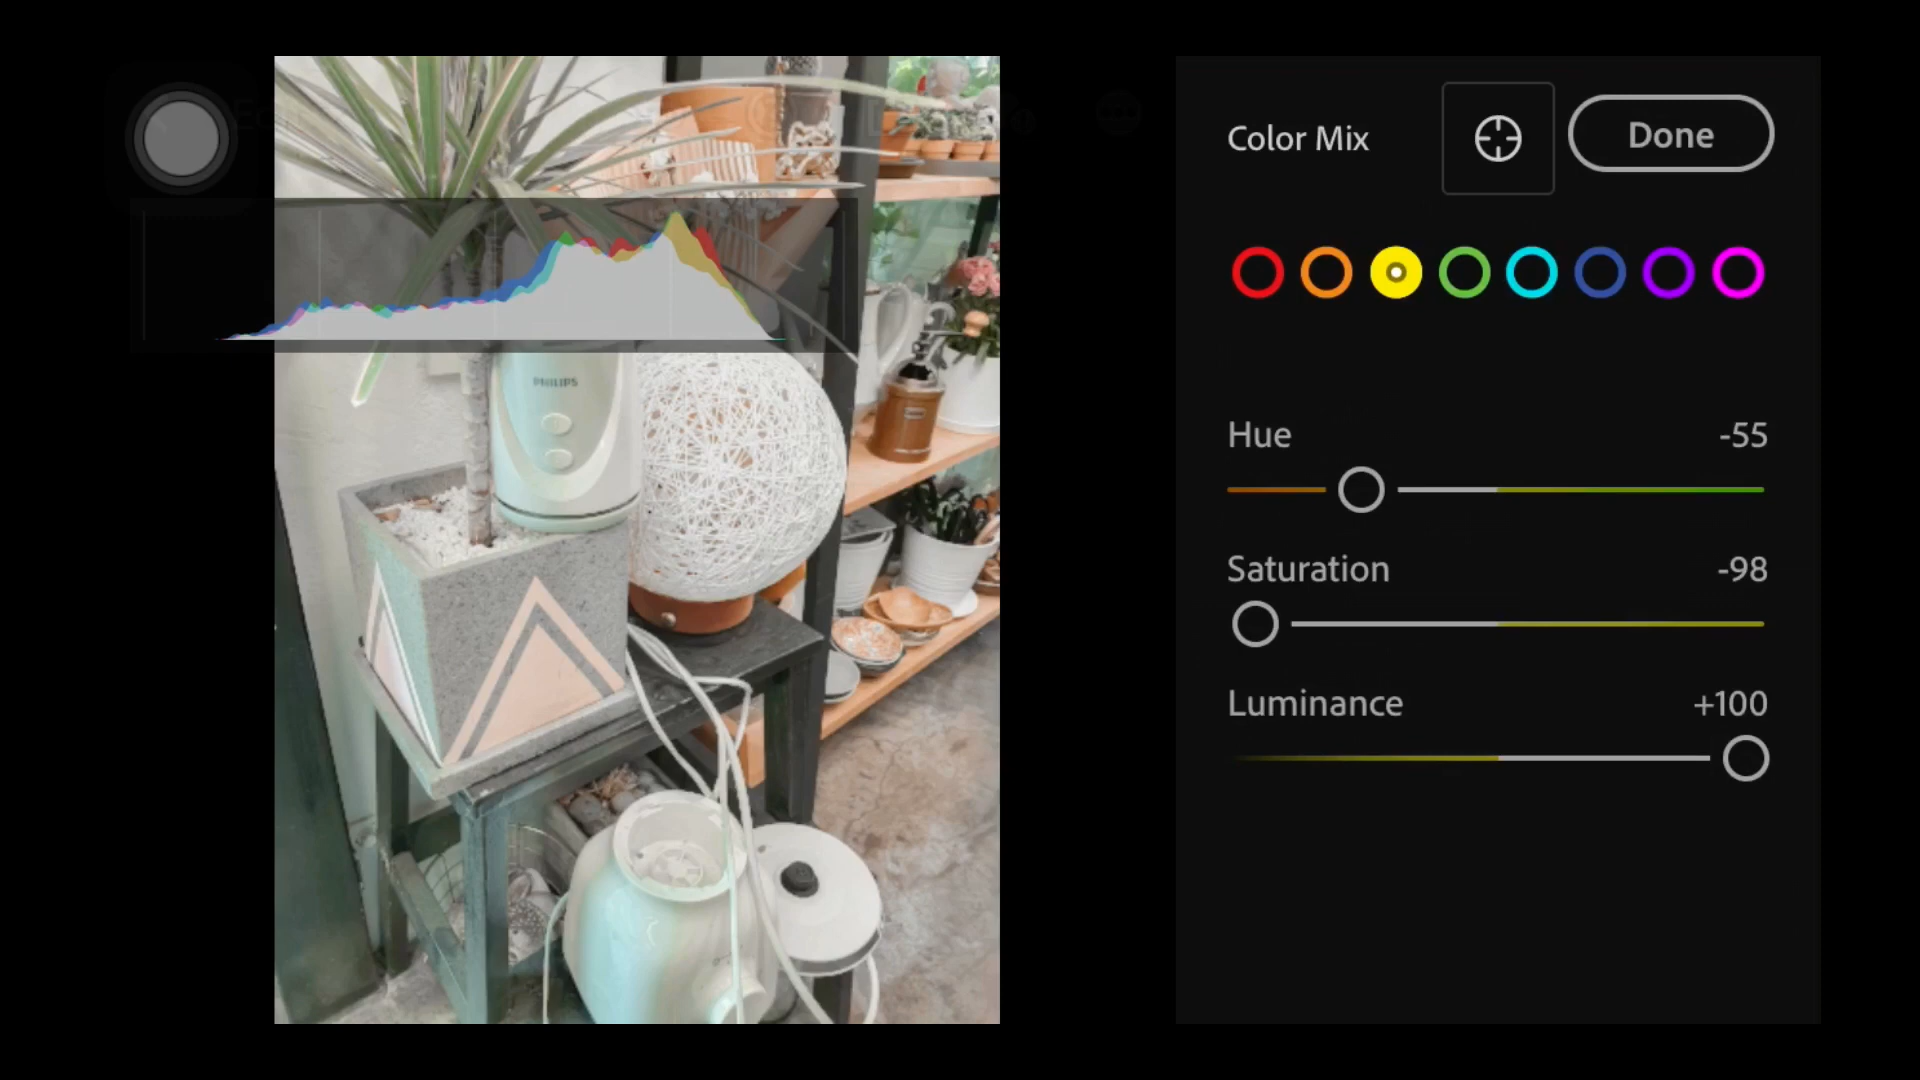 Color Mix
Done
PHILIPS
Hue
-55
Saturation
-98
Luminance
+100